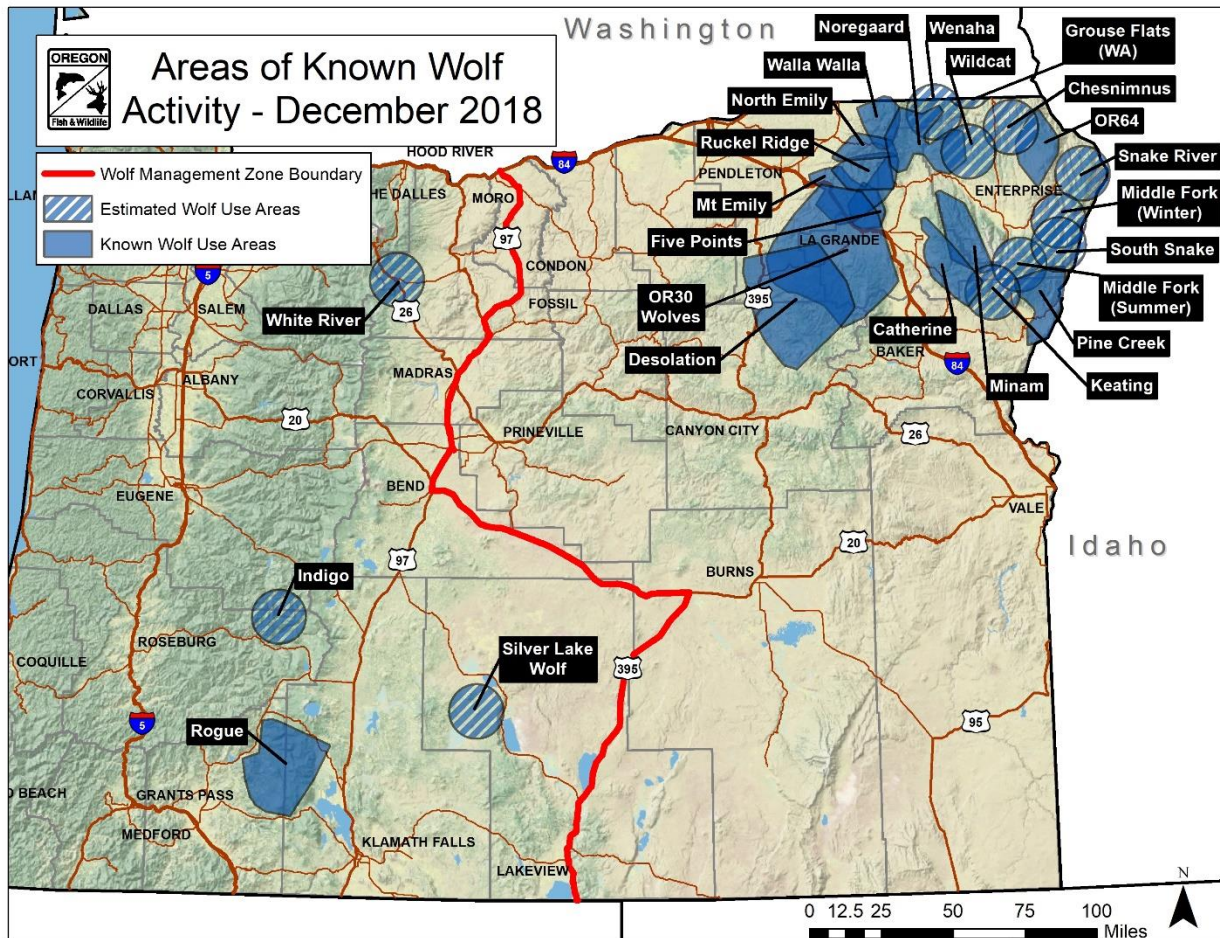 Washington
OREGON
Fish & Wildlife
Areas of Known Wolf
Activity - December 2018
Wolf Management Zone Boundary
Estimated Wolf Use Areas
Known Wolf Use Areas
Noregaard
Wenaha
Grouse Flats
(WA)
Walla Walla
Wildcat
Chesnimnus
North Emily
OR64
HOOD RIVER
84
Ruckel Ridge
Snake River
HE DALLES
MORO
PENDLETON
ENTERPRISE
Mt Emily
Middle Fork
(Winter)
97
Five Points
LA GRANDE
South Snake
5
CONDON
DALLAS
SALEM
White River
26
FOSSIL
OR30
Wolves
395
Middle Fork
(Summer)
Catherine
Pine Creek
Desolation
BAKER
84
MADRAS
Minam
Keating
ORT
ALBANY
CORVALLIS
20
PRINEVILLE
CANYON CITY
26
EUGENE
BEND
VALE
97
20
Idaho
Indigo
BURNS
ROSEBURG
Silver Lake
Wolf
COQUILLE
395
5
Rogue
95
D BEACH
GRANTS PASS
MEDFORD
KLAMATH FALLS
LAKEVIEW
N
0 12.5 25 50 75 100
Miles